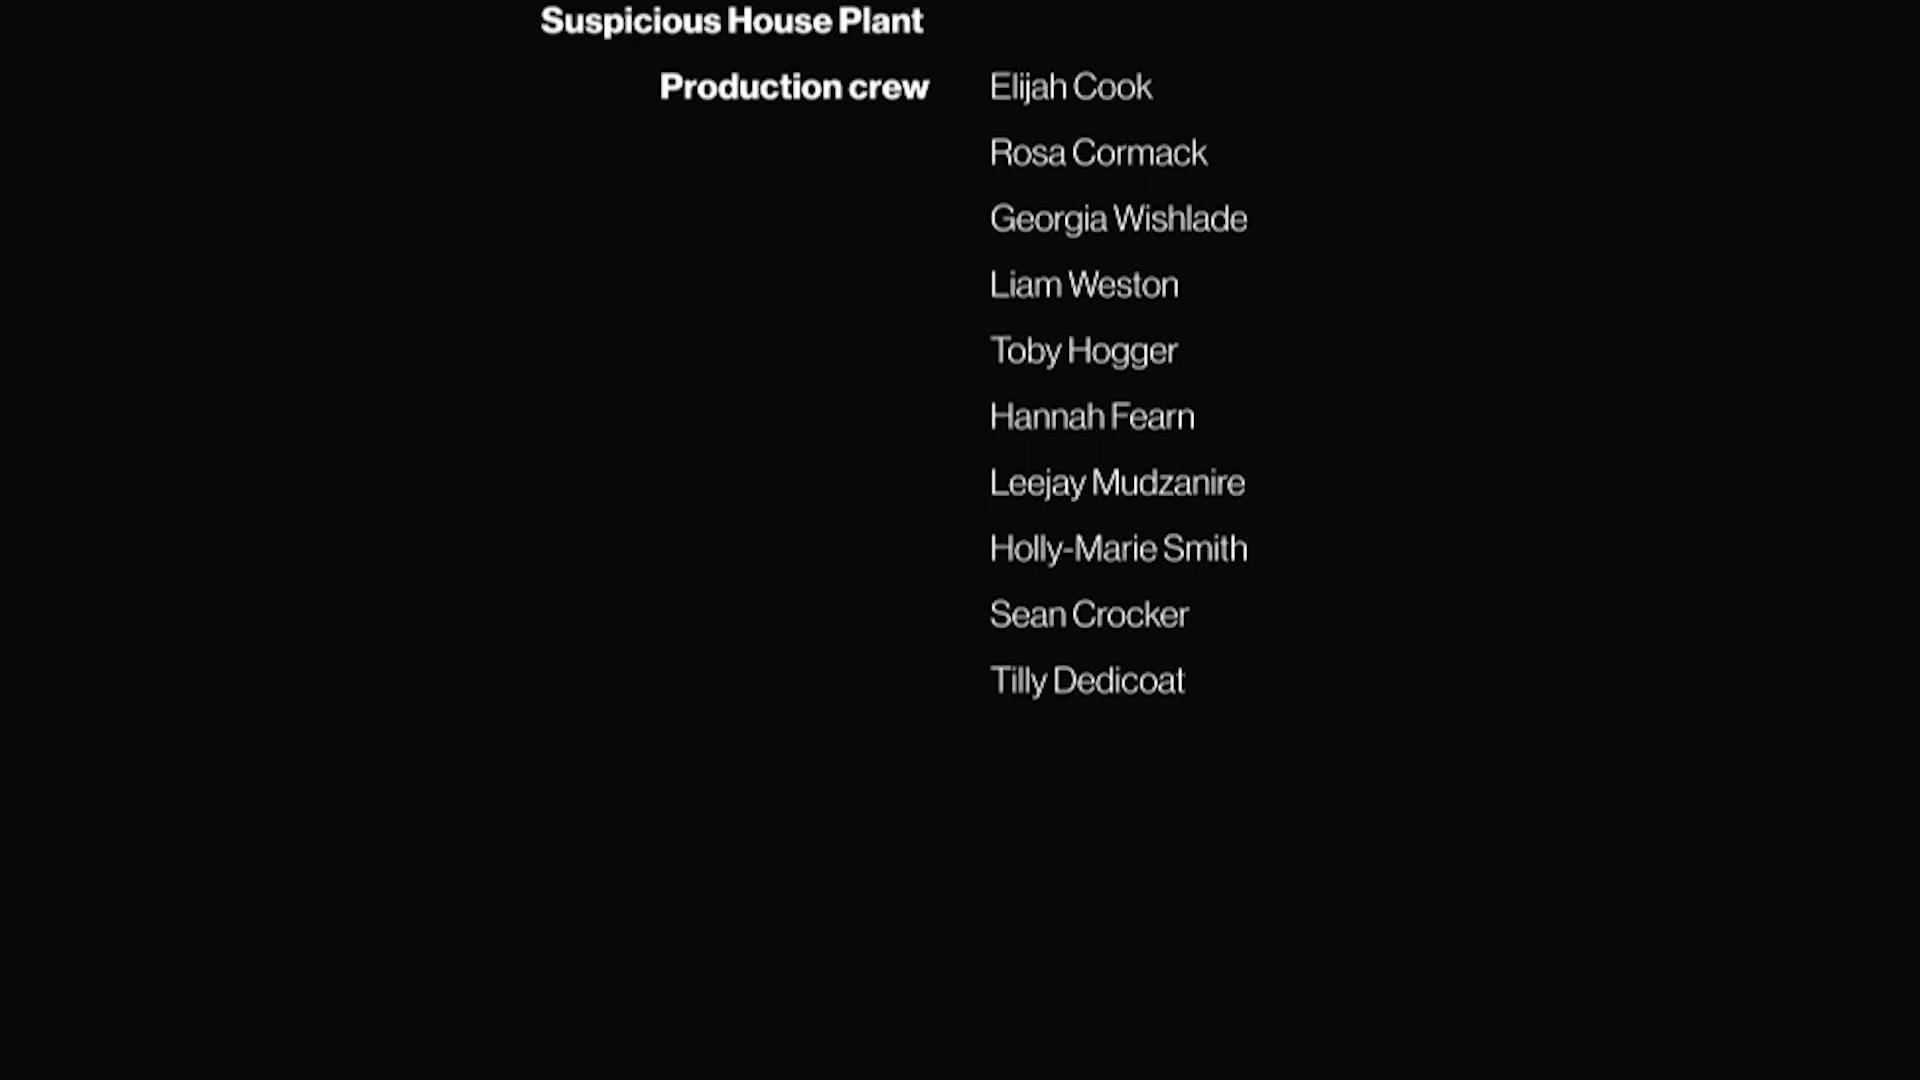 Suspicious House Plant
Production crew Elijah Cook
Rosa Cormack
Georgia Wishlade
Liam Weston
Toby Hogger
Hannah Fearn
Leejay Mudzanire
Holly-Marie Smith
Sean Crocker
Tilly Dedicoat